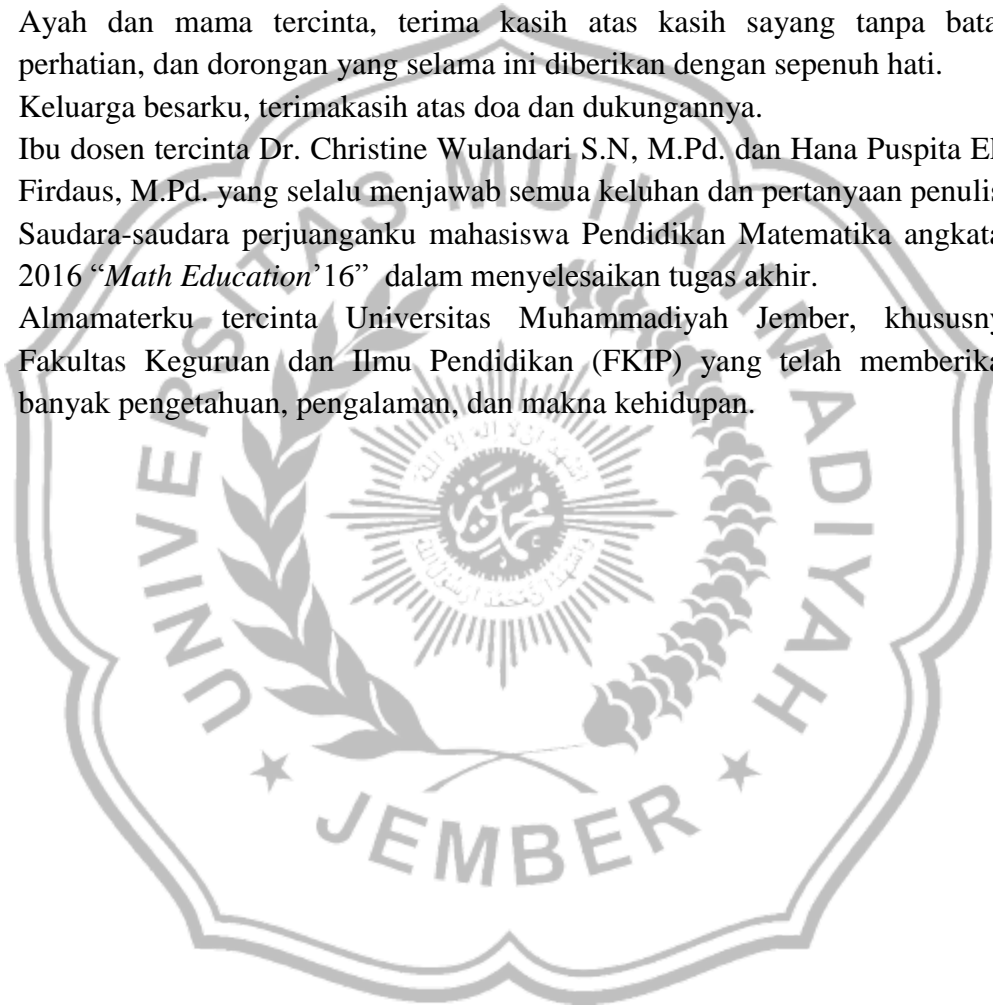 Ayah dan mama tercinta, terima kasih atas kasih sayang tanpa bata
perhatian, dan dorongan yang selama ini diberikan dengan sepenuh hati.
Keluarga besarku, terimakasih atas doa dan dukungannya.
Ibu dosen tercinta Dr. Christine Wulandari S.N, M.Pd. dan Hana Puspita E
Firdaus, M.Pd. yang selalu menjawab semua keluhan dan pertanyaan penulis
Saudara-saudara perjuanganku mahasiswa Pendidikan Matematika angkata
2016 “Math Education’16” dalam menyelesaikan tugas akhir.
Almamaterku tercinta Universitas Muhammadiyah Jember, khususny
Fakultas Keguruan dan Ilmu Pendidikan (FKIP) yang telah memberika
banyak pengetahuan, pengalaman, dan makna kehidupan.
UNIVERSITAS MUHAMMADIYAH
JEMBER